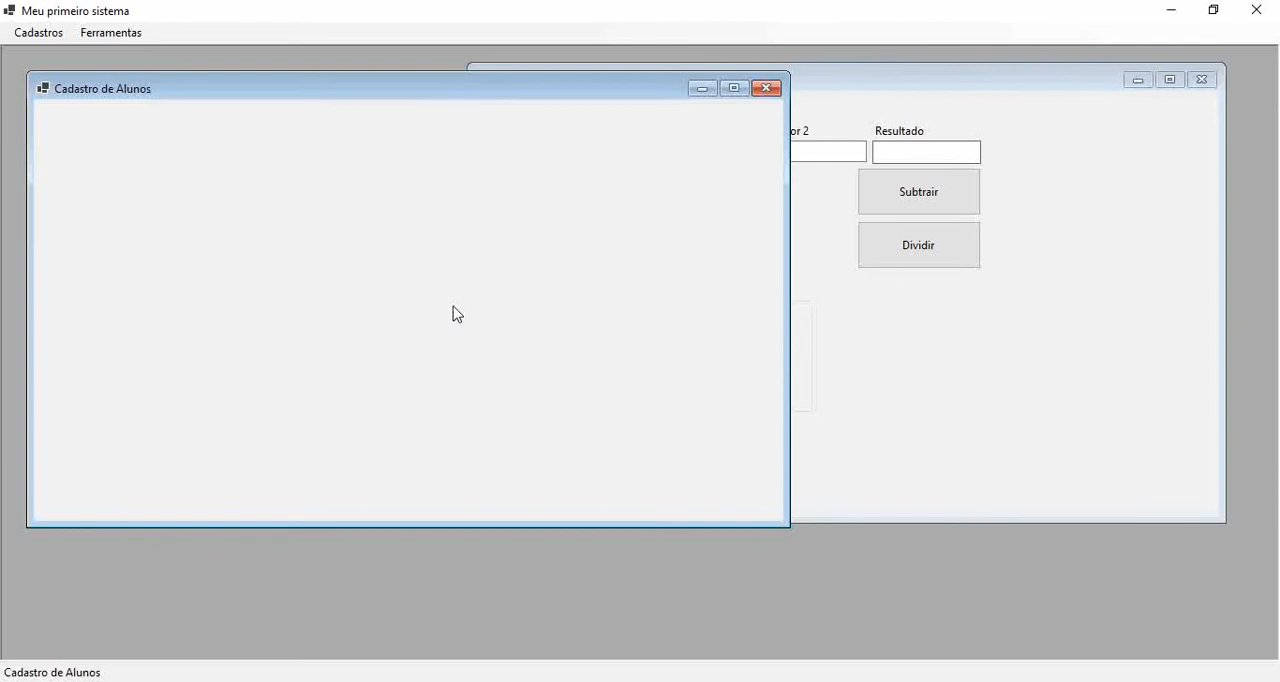 Meu primeiro sistema
Cadastros Ferramentas
Cadastro de Alunos
or 2 Resultado
Subtrair
Dividir
Cadastro de Alunos